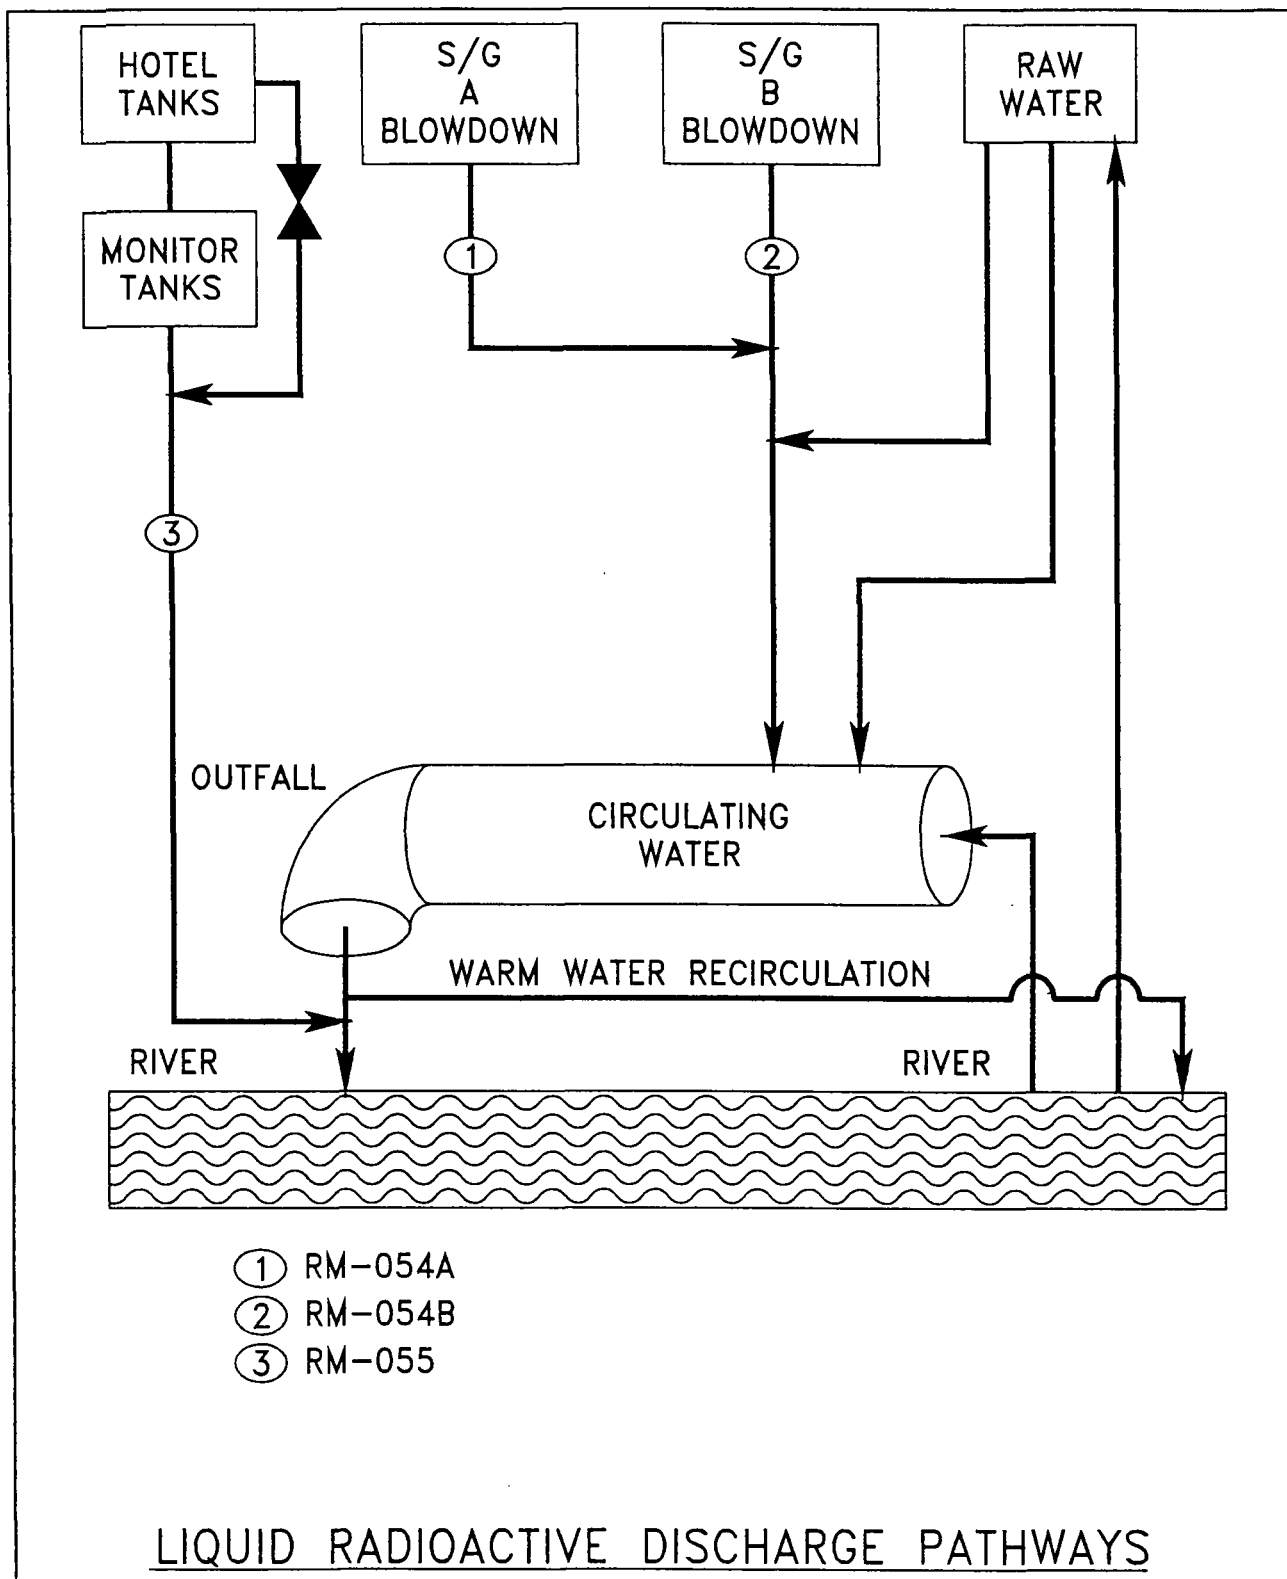 HOTEL
TANKS
S/G
A
BLOWDOWN
S/G
B
BLOWDOWN
RAW
WATER
MONITOR
TANKS
1
2
3
OUTFALL
CIRCULATING
WATER
WARM WATER RECIRCULATION
RIVER
RIVER
1 RM-054A
2 RM-054B
3 RM-055
LIQUID RADIOACTIVE DISCHARGE PATHWAYS